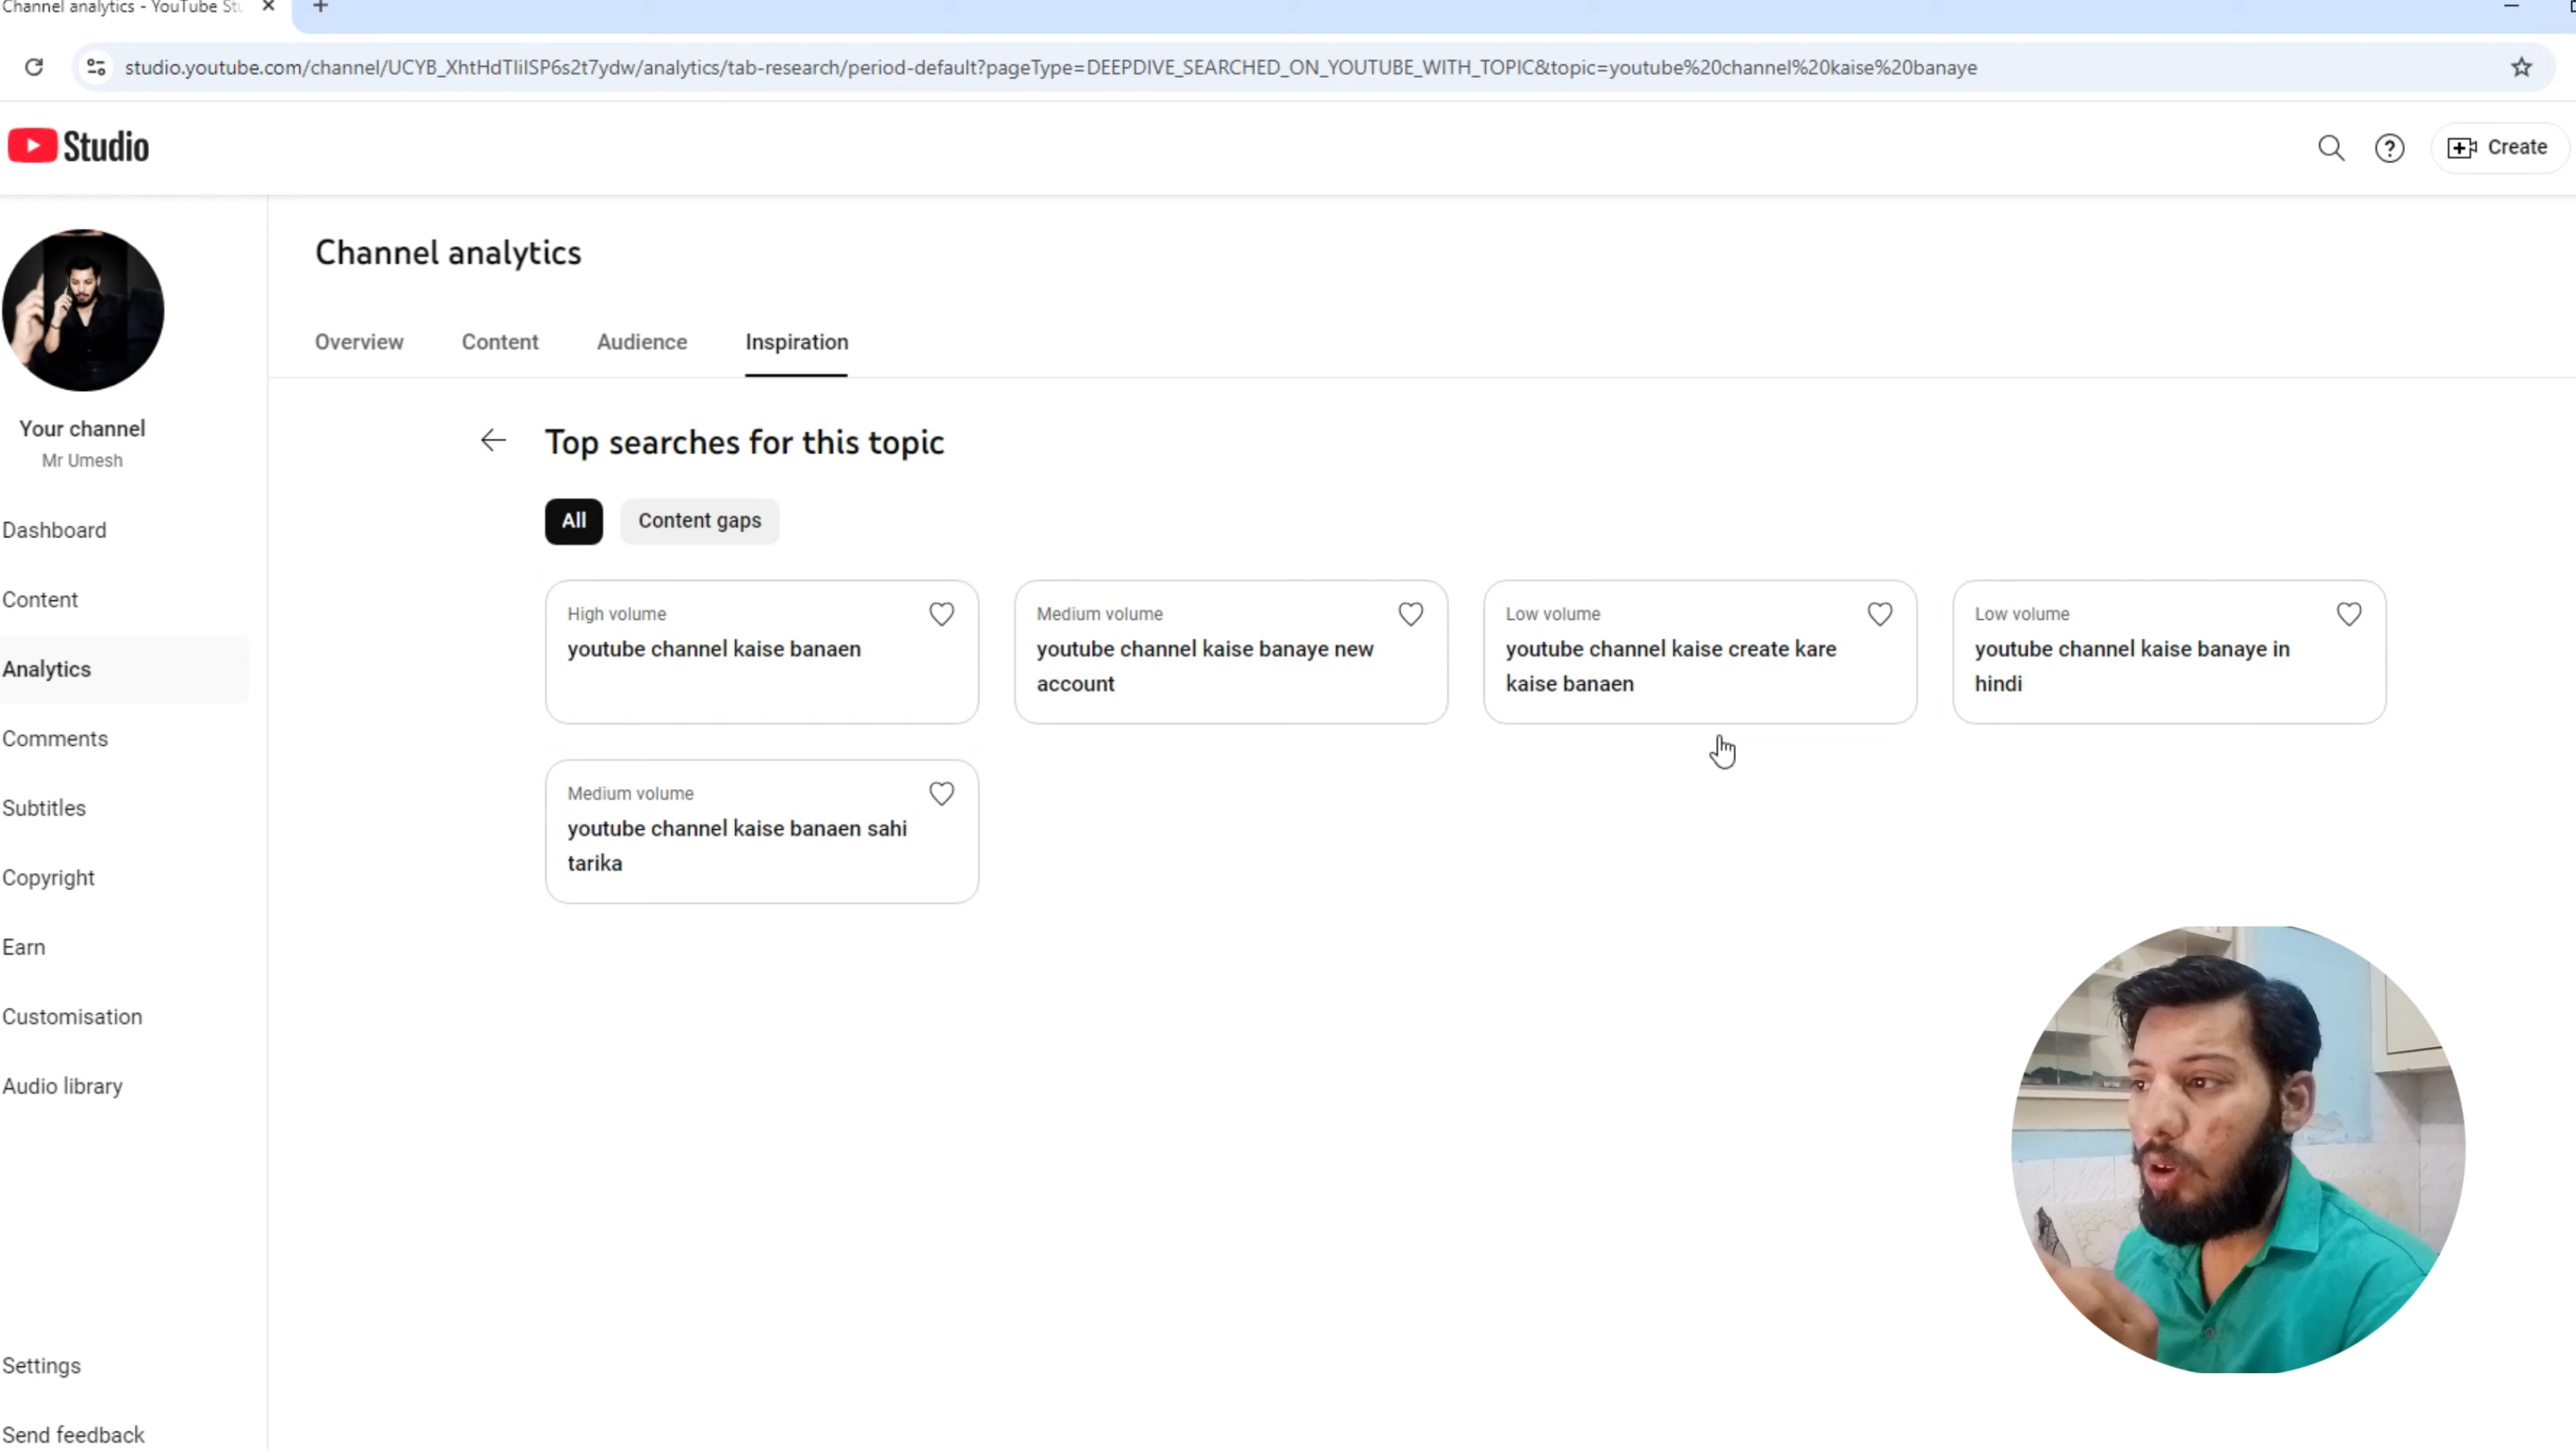 Channel analytics - YouTube Stu
studio.youtube.com/channel/UCYB_XhtHdTIiISP6s2t7ydw/analytics/tab-research/period-default?pageType=DEEPDIVE_SEARCHED_ON_YOUTUBE_WITH_TOPIC&topic=youtube%20channel%20kaise%20banaye
Studio
Create
Your channel
Mr Umesh
Dashboard
Content
Analytics
Comments
Subtitles
Copyright
Earn
Customisation
Audio library
Settings
Send feedback
Channel analytics
Overview Content Audience Inspiration
Top searches for this topic
All Content gaps
High volume
youtube channel kaise banaen
Medium volume
youtube channel kaise banaye new
account
Low volume
youtube channel kaise create kare
kaise banaen
Low volume
youtube channel kaise banaye in
hindi
Medium volume
youtube channel kaise banaen sahi
tarika